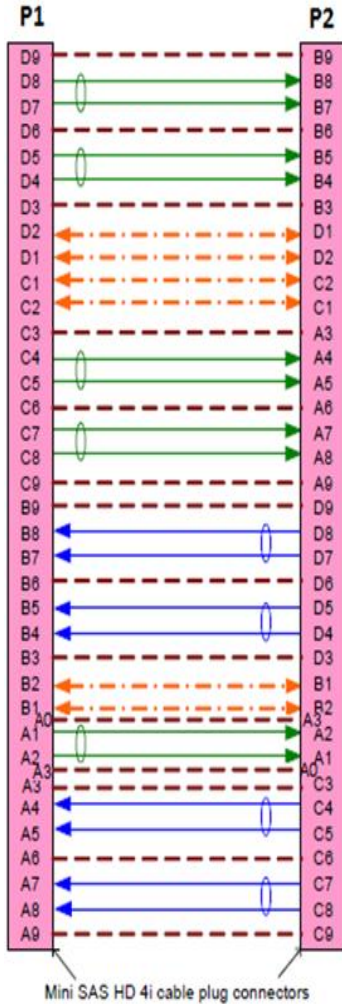 P1 P2
D9 B9
D8 B8
D7 B7
D6 B6
D5 B5
D4 B4
D3 B3
D2 D1
D1 D2
C1 C2
C2 C1
C3 A3
C4 A4
C5 A5
C6 A6
C7 A7
C8 A8
C9 A9
B9 D9
B8 D8
B7 D7
B6 D6
B5 D5
B4 D4
B3 D3
B2 B1
B1 B2
A0 A3
A1 A2
A2 A1
A3 A0
A3 C3
A4 C4
A5 C5
A6 C6
A7 C7
A8 C8
A9 C9
Mini SAS HD 4i cable plug connectors